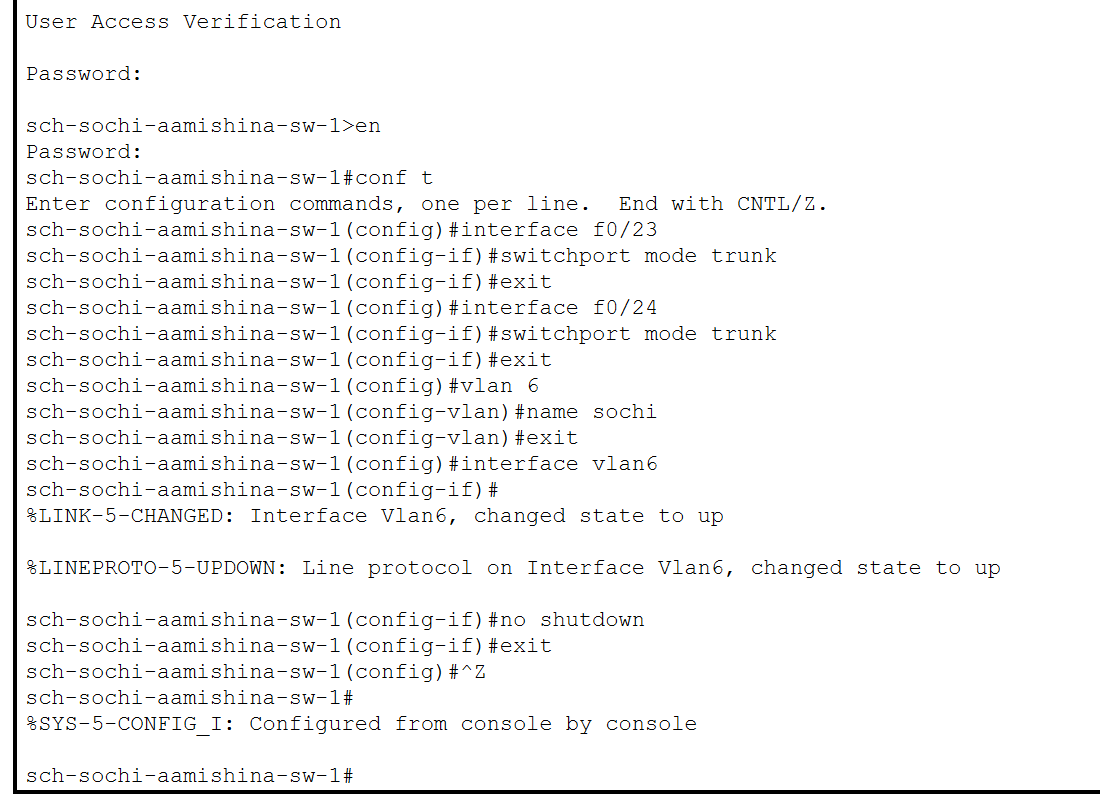 User Access Verification
Password:
sch-sochi-aamishina-sw-1>en
Password:
sch-sochi-aamishina-sw-1#conf t
Enter configuration commands, one per line.  End with CNTL/Z.
sch-sochi-aamishina-sw-1(config)#interface f0/23
sch-sochi-aamishina-sw-1(config-if)#switchport mode trunk
sch-sochi-aamishina-sw-1(config-if)#exit
sch-sochi-aamishina-sw-1(config)#interface f0/24
sch-sochi-aamishina-sw-1(config-if)#switchport mode trunk
sch-sochi-aamishina-sw-1(config-if)#exit
sch-sochi-aamishina-sw-1(config)#vlan 6
sch-sochi-aamishina-sw-1(config-vlan)#name sochi
sch-sochi-aamishina-sw-1(config-vlan)#exit
sch-sochi-aamishina-sw-1(config)#interface vlan6
sch-sochi-aamishina-sw-1(config-if)#
%LINK-5-CHANGED: Interface Vlan6, changed state to up
%LINEPROTO-5-UPDOWN: Line protocol on Interface Vlan6, changed state to up
sch-sochi-aamishina-sw-1(config-if)#no shutdown
sch-sochi-aamishina-sw-1(config-if)#exit
sch-sochi-aamishina-sw-1(config)#^Z
sch-sochi-aamishina-sw-1#
%SYS-5-CONFIG_I: Configured from console by console
sch-sochi-aamishina-sw-1#